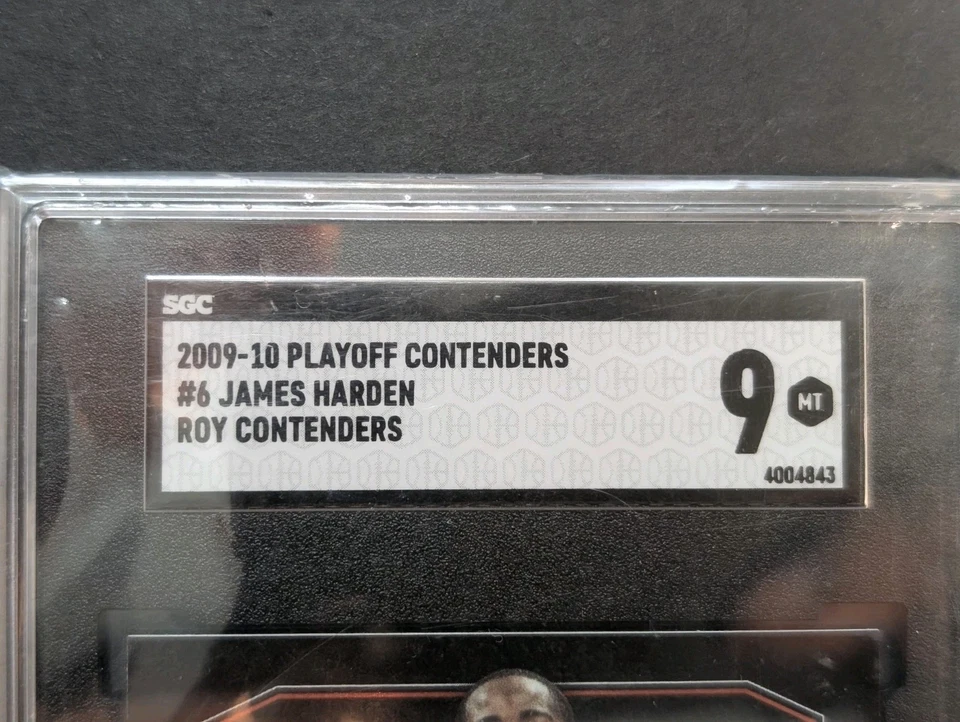 SGC
2009-10 PLAYOFF CONTENDERS
#6 JAMES HARDEN
ROY CONTENDERS
9 MT
4004843